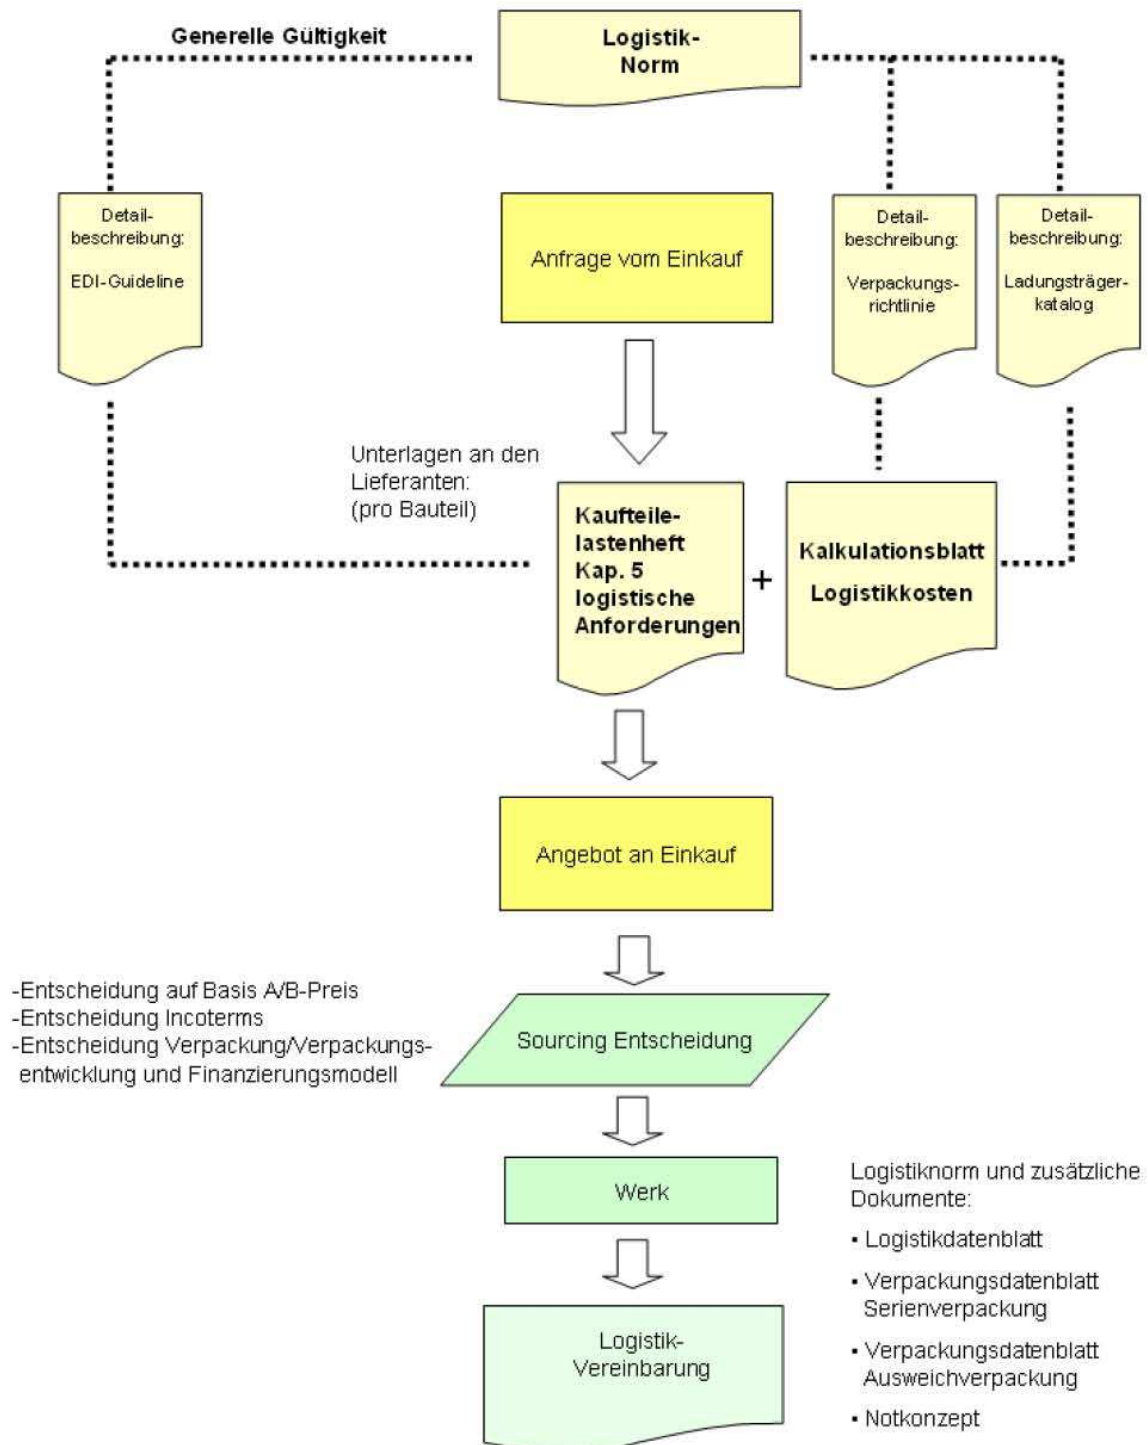 Generelle Gültigkeit
Logistik-
Norm
Detail-
beschreibung:
EDI-Guideline
Anfrage vom Einkauf
Detail-
beschreibung:
Verpackungs-
richtlinie
Detail-
beschreibung:
Ladungsträger-
katalog
Unterlagen an den
Lieferanten:
(pro Bauteil)
Kaufteile-
lastenheft
Kap. 5
logistische
Anforderungen
+
Kalkulationsblatt
Logistikkosten
Angebot an Einkauf
-Entscheidung auf Basis A/B-Preis
-Entscheidung Incoterms
-Entscheidung Verpackung/Verpackungs-
entwicklung und Finanzierungsmodell
Sourcing Entscheidung
Werk
Logistik-
Vereinbarung
Logistiknorm und zusätzliche
Dokumente:
▪ Logistikdatenblatt
▪ Verpackungsdatenblatt
Serienverpackung
▪ Verpackungsdatenblatt
Ausweichverpackung
▪ Notkonzept